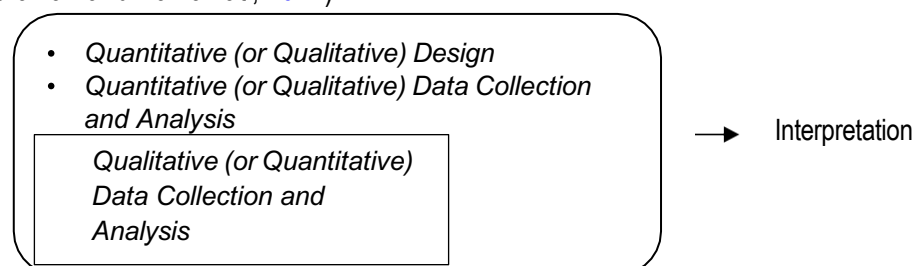 • Quantitative (or Qualitative) Design
• Quantitative (or Qualitative) Data Collection
and Analysis
Interpretation
Qualitative (or Quantitative)
Data Collection and
Analysis